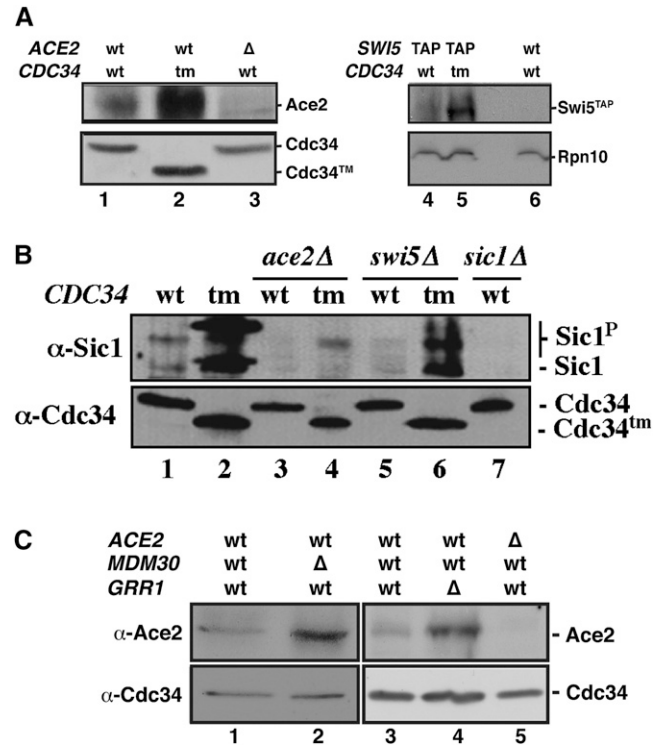 A
ACE2 wt wt Δ SWI5 TAP TAP wt
CDC34 wt tm wt CDC34 wt tm wt
Ace2 Swi5TAP
Cdc34
Cdc34TM Rpn10
1 2 3 4 5 6
B
ace2Δ swi5Δ sic1Δ
CDC34 wt tm wt tm wt tm wt
α-Sic1 Sic1P
Sic1
α-Cdc34 Cdc34
Cdc34tm
1 2 3 4 5 6 7
C
ACE2 wt wt wt wt Δ
MDM30 wt Δ wt wt wt
GRR1 wt wt wt Δ wt
α-Ace2 Ace2
α-Cdc34 Cdc34
1 2 3 4 5